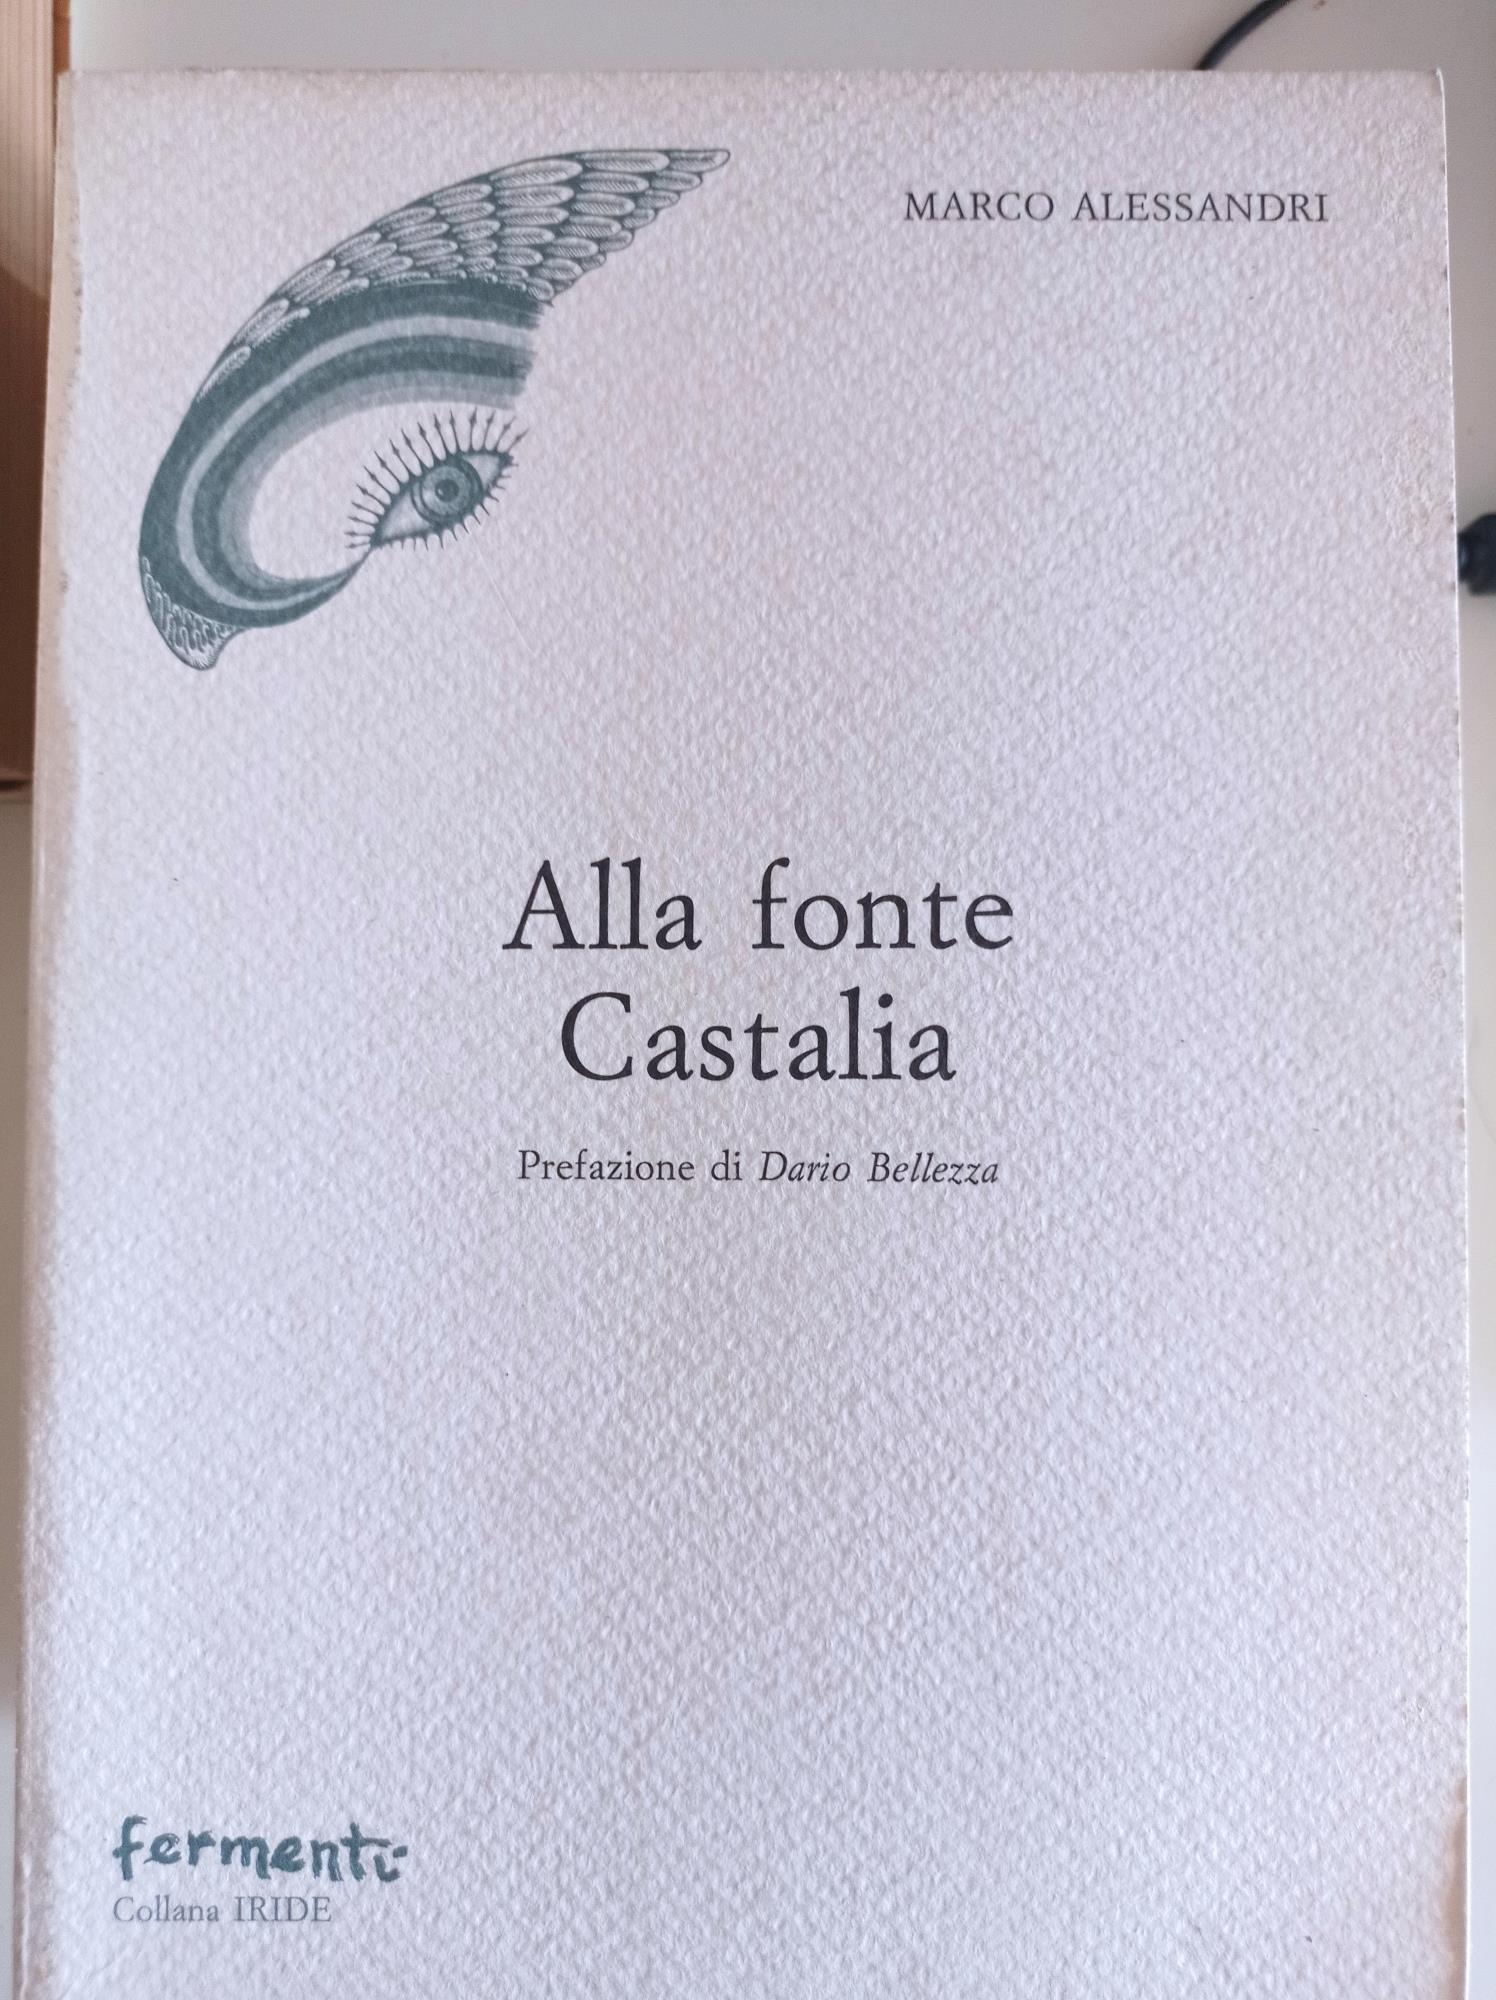 MARCO ALESSANDRI
Alla fonte
Castalia
Prefazione di Dario Bellezza
fermenti
Collana IRIDE